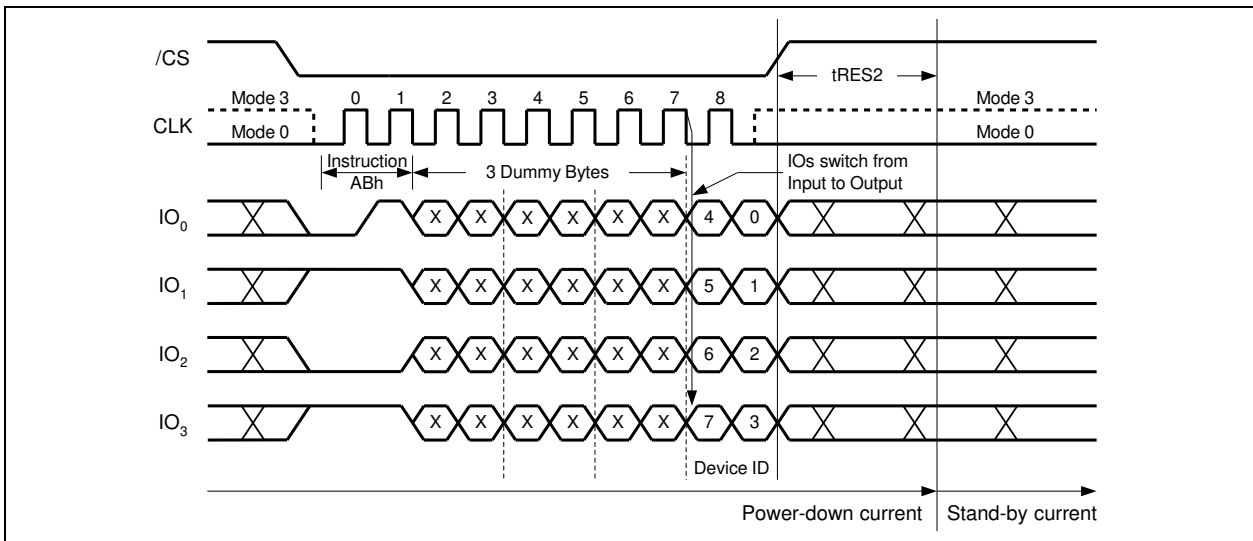 /CS
tRES2
Mode 3 0 1 2 3 4 5 6 7 8 Mode 3
CLK
Mode 0 Mode 0
Instruction
ABh
3 Dummy Bytes
IOs switch from
Input to Output
IO0 X X X X X X 4 0
IO1 X X X X X X 5 1
IO2 X X X X X X 6 2
IO3 X X X X X X 7 3
Device ID
Power-down current Stand-by current